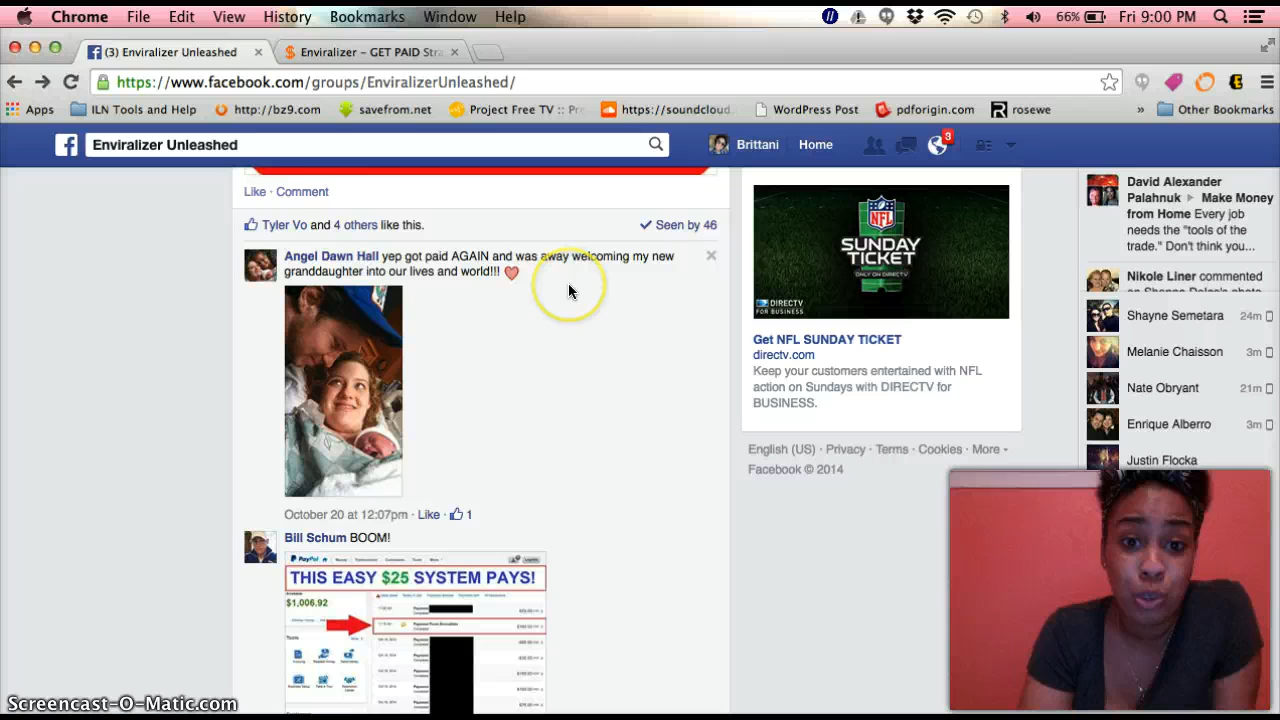 Chrome File Edit View History Bookmarks Window Help 66% Fri 9:00 PM
(3) Enviralizer Unleashed Enviralizer – GET PAID Stra
https://www.facebook.com/groups/EnviralizerUnleashed/
Apps ILN Tools and Help http://bz9.com savefrom.net Project Free TV :: Pr https://soundcloud. WordPress Post pdforigin.com rosewe » Other Bookmarks
Enviralizer Unleashed Brittani Home 3
Like · Comment
Tyler Vo and 4 others like this. Seen by 46
Angel Dawn Hall yep got paid AGAIN and was away welcoming my new
granddaughter into our lives and world!!!
October 20 at 12:07pm · Like · 1
Bill Schum BOOM!
PayPal
THIS EASY $25 SYSTEM PAYS!
$1,006.92
NFL
SUNDAY
TICKET
ONLY ON DIRECTV
DIRECTV
FOR BUSINESS
Get NFL SUNDAY TICKET
directv.com
Keep your customers entertained with NFL
action on Sundays with DIRECTV for
BUSINESS.
English (US) · Privacy · Terms · Cookies · More
Facebook © 2014
David Alexander
Palahnuk Make Money
from Home Every job
needs the "tools of the
trade." Don't you think...
Nikole Liner commented
Shayne Semetara 24m
Melanie Chaisson 3m
Nate Obryant 21m
Enrique Alberro 3m
Justin Flocka
Screencast-O-Matic.com